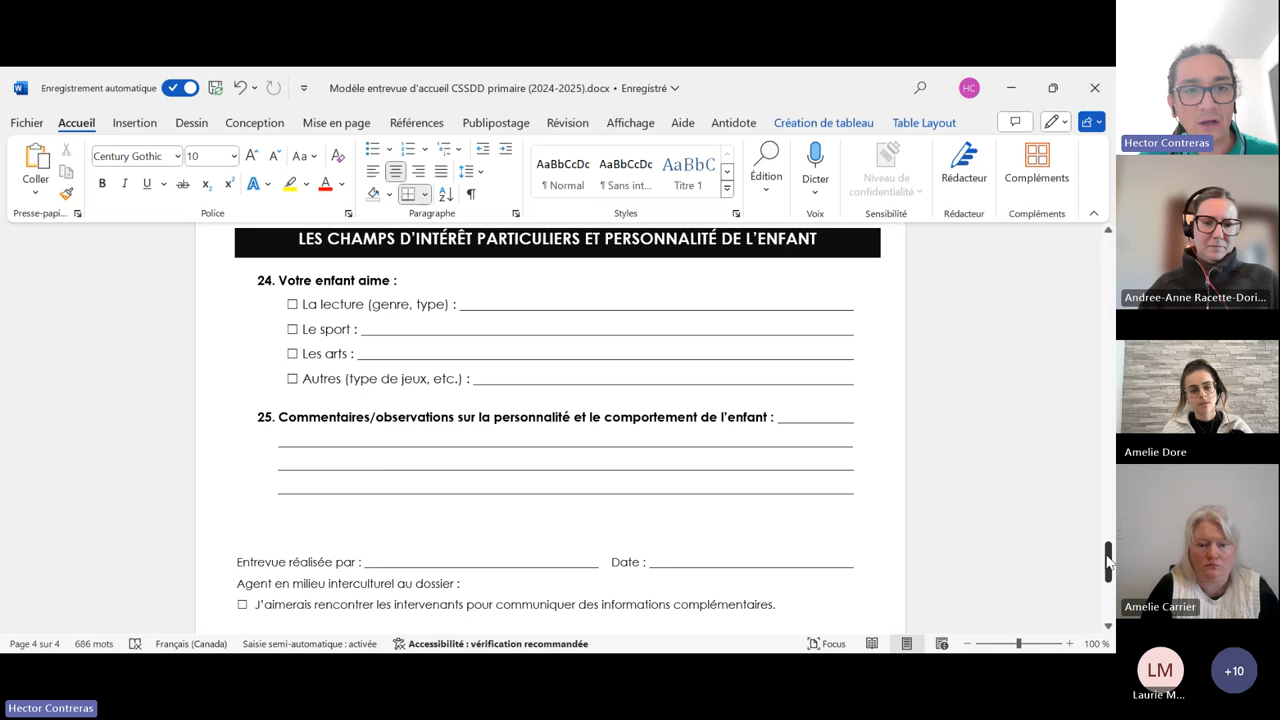 Enregistrement automatique
Modèle entrevue d'accueil CSSDD primaire (2024-2025).docx • Enregistré
HC
Fichier Accueil Insertion Dessin Conception Mise en page Références Publipostage Révision Affichage Aide Antidote Création de tableau Table Layout
Coller
Century Gothic 10
AaBbCcDc AaBbCcDc AaBbC
¶ Normal ¶ Sans int... Titre 1
Édition
Dicter
Niveau de confidentialité
Rédacteur
Compléments
Presse-papi... Police Paragraphe Styles Voix Sensibilité Rédacteur Compléments
LES CHAMPS D'INTÉRÊT PARTICULIERS ET PERSONNALITÉ DE L'ENFANT
24. Votre enfant aime :
☐ La lecture (genre, type) :
☐ Le sport :
☐ Les arts :
☐ Autres (type de jeux, etc.) :
25. Commentaires/observations sur la personnalité et le comportement de l'enfant :
Entrevue réalisée par : Date :
Agent en milieu interculturel au dossier :
☐ J'aimerais rencontrer les intervenants pour communiquer des informations complémentaires.
Page 4 sur 4 686 mots Français (Canada) Saisie semi-automatique : activée Accessibilité : vérification recommandée Focus 100 %
Hector Contreras
Hector Contreras
Andree-Anne Racette-Dori...
Amelie Dore
Amelie Carrier
LM
Laurie M...
+10